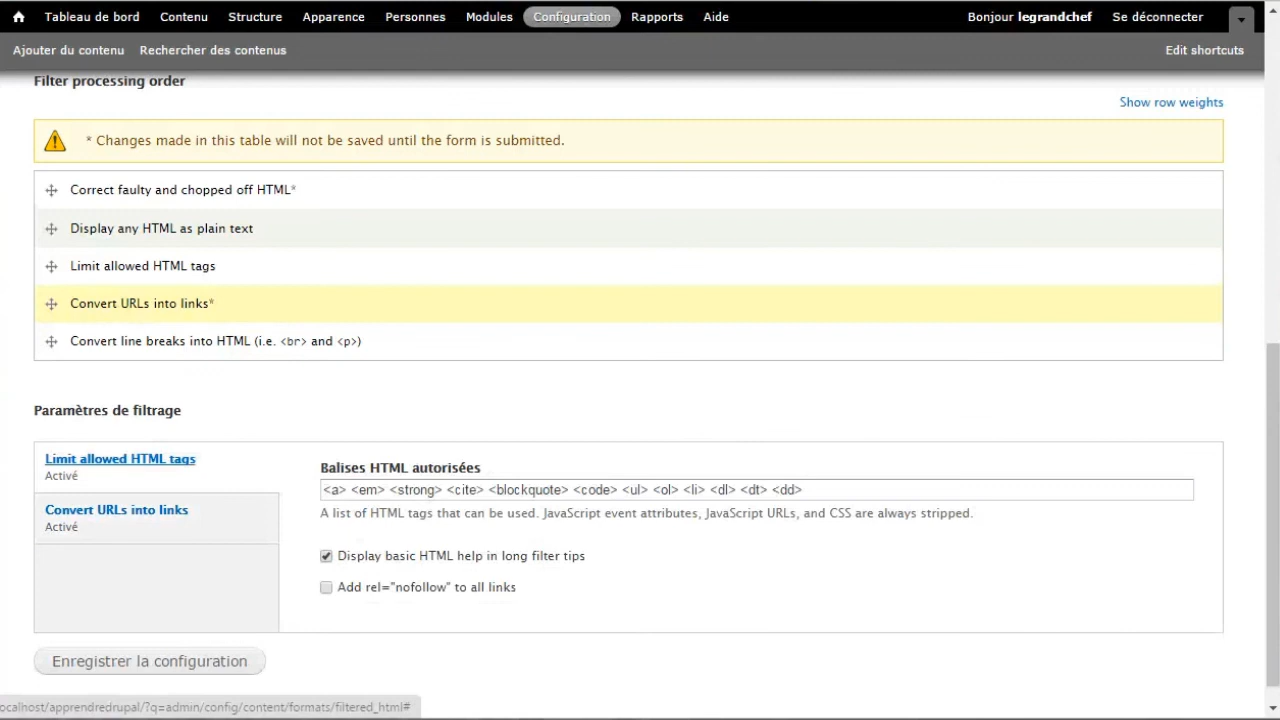 Tableau de bord Contenu Structure Apparence Personnes Modules Configuration Rapports Aide Bonjour legrandchef Se déconnecter
Ajouter du contenu Rechercher des contenus Edit shortcuts
Filter processing order
Show row weights
* Changes made in this table will not be saved until the form is submitted.
Correct faulty and chopped off HTML*
Display any HTML as plain text
Limit allowed HTML tags
Convert URLs into links*
Convert line breaks into HTML (i.e. <br> and <p>)
Paramètres de filtrage
Limit allowed HTML tags
Activé
Convert URLs into links
Activé
Balises HTML autorisées
<a> <em> <strong> <cite> <blockquote> <code> <ul> <ol> <li> <dl> <dt> <dd>
A list of HTML tags that can be used. JavaScript event attributes, JavaScript URLs, and CSS are always stripped.
Display basic HTML help in long filter tips
Add rel="nofollow" to all links
Enregistrer la configuration
ocalhost/apprendredrupal/?q=admin/config/content/formats/filtered_html#